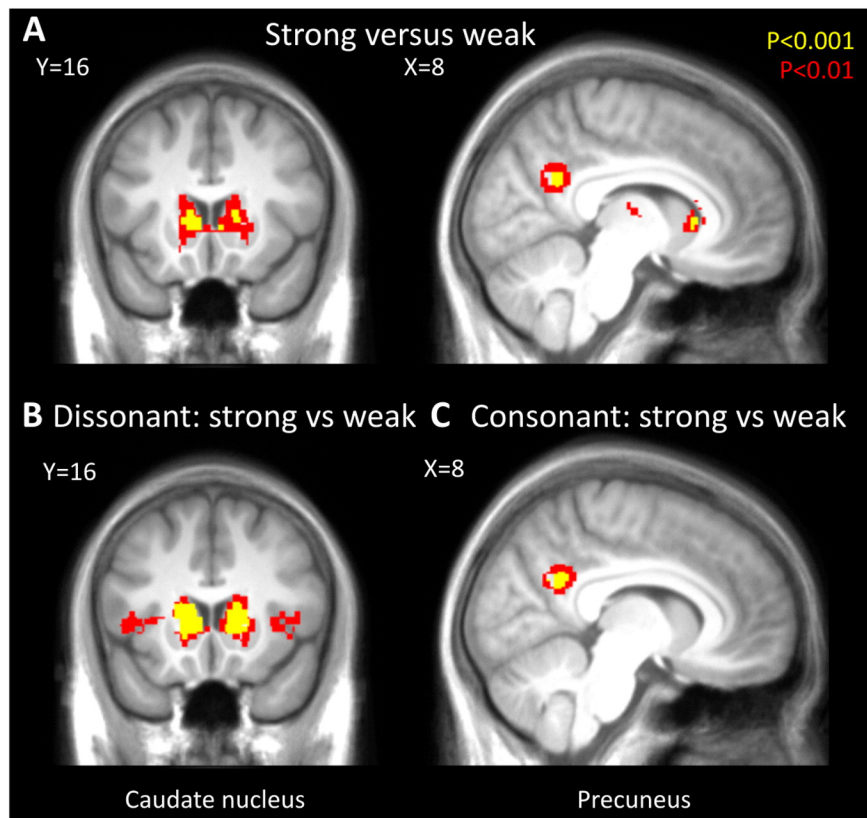 A
Strong versus weak
P<0.001
P<0.01
Y=16
X=8
B Dissonant: strong vs weak
C Consonant: strong vs weak
Y=16
X=8
Caudate nucleus
Precuneus